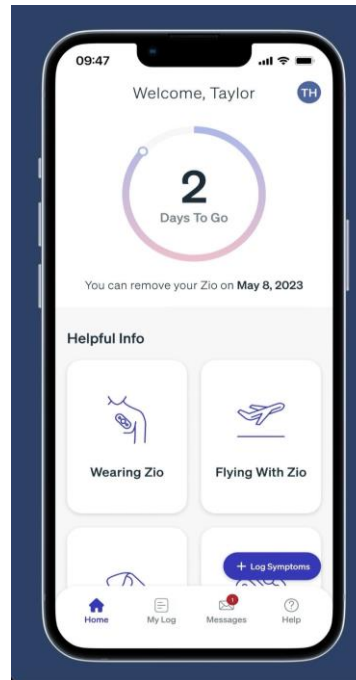 09:47
Welcome, Taylor
TH
2
Days To Go
You can remove your Zio on May 8, 2023
Helpful Info
Wearing Zio
Flying With Zio
+ Log Symptoms
1
Home
My Log
Messages
Help